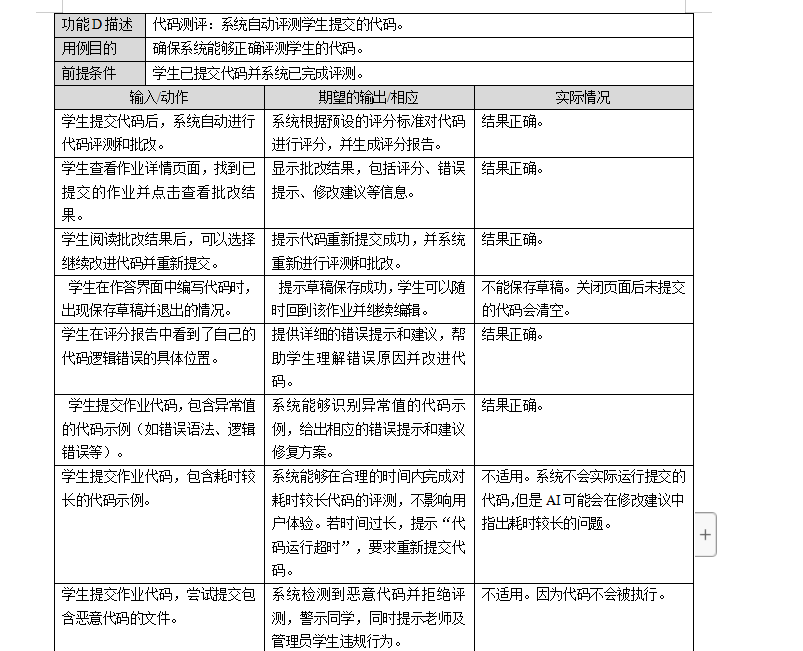 功能 D 描述 代码测评：系统自动评测学生提交的代码。
用例目的 确保系统能够正确评测学生的代码。
前提条件 学生已提交代码并系统已完成评测。
输入/动作 期望的输出/相应 实际情况
学生提交代码后，系统自动进行
代码评测和批改。
系统根据预设的评分标准对代码
进行评分，并生成评分报告。
结果正确。
学生查看作业详情页面，找到已
提交的作业并点击查看批改结
果。
显示批改结果，包括评分、错误
提示、修改建议等信息。
结果正确。
学生阅读批改结果后，可以选择
继续改进代码并重新提交。
提示代码重新提交成功，并系统
重新进行评测和批改。
结果正确。
学生在作答界面中编写代码时，
出现保存草稿并退出的情况。
提示草稿保存成功，学生可以随
时回到该作业并继续编辑。
不能保存草稿。关闭页面后未提交
的代码会清空。
学生在评分报告中看到了自己的
代码逻辑错误的具体位置。
提供详细的错误提示和建议，帮
助学生理解错误原因并改进代
码。
结果正确。
学生提交作业代码，包含异常值
的代码示例（如错误语法、逻辑
错误等）。
系统能够识别异常值的代码示
例，给出相应的错误提示和建议
修复方案。
结果正确。
学生提交作业代码，包含耗时较
长的代码示例。
系统能够在合理的时间内完成对
耗时较长代码的评测，不影响用
户体验。若时间过长，提示“代
码运行超时”，要求重新提交代
码。
不适用。系统不会实际运行提交的
代码,但是 AI 可能会在修改建议中
指出耗时较长的问题。
学生提交作业代码，尝试提交包
含恶意代码的文件。
系统检测到恶意代码并拒绝评
测，警示同学，同时提示老师及
管理员学生违规行为。
不适用。因为代码不会被执行。